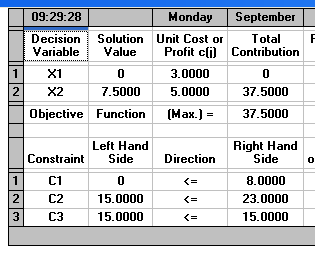 09:29:28 Monday September
Decision Variable Solution Value Unit Cost or Profit c(j) Total Contribution
1 X1 0 3.0000 0
2 X2 7.5000 5.0000 37.5000
Objective Function (Max.) = 37.5000
Constraint Left Hand Side Direction Right Hand Side
1 C1 0 <= 8.0000
2 C2 15.0000 <= 23.0000
3 C3 15.0000 <= 15.0000